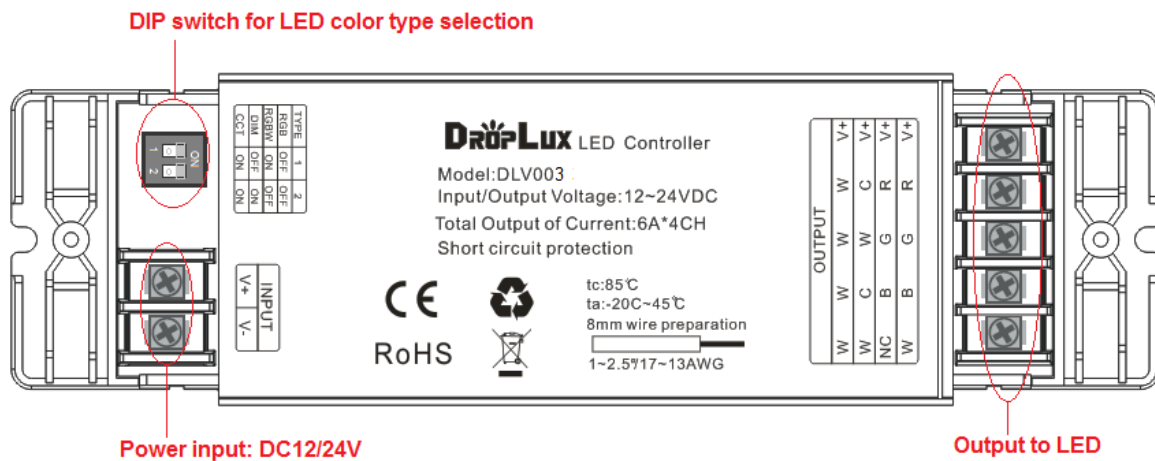 DIP switch for LED color type selection
ON
1
2
TYPE 1 2
RGB OFF OFF
RGBW ON OFF
DIM OFF ON
CCT ON ON
INPUT
V+ V-
DROPLUX LED Controller
Model:DLV003
Input/Output Voltage:12~24VDC
Total Output of Current:6A*4CH
Short circuit protection
CE
RoHS
tc:85℃
ta:-20C~45℃
8mm wire preparation
1~2.5㎡/17~13AWG
OUTPUT
W W W W V+
W C W C V+
NC B G R V+
W B G R V+
Power input: DC12/24V
Output to LED